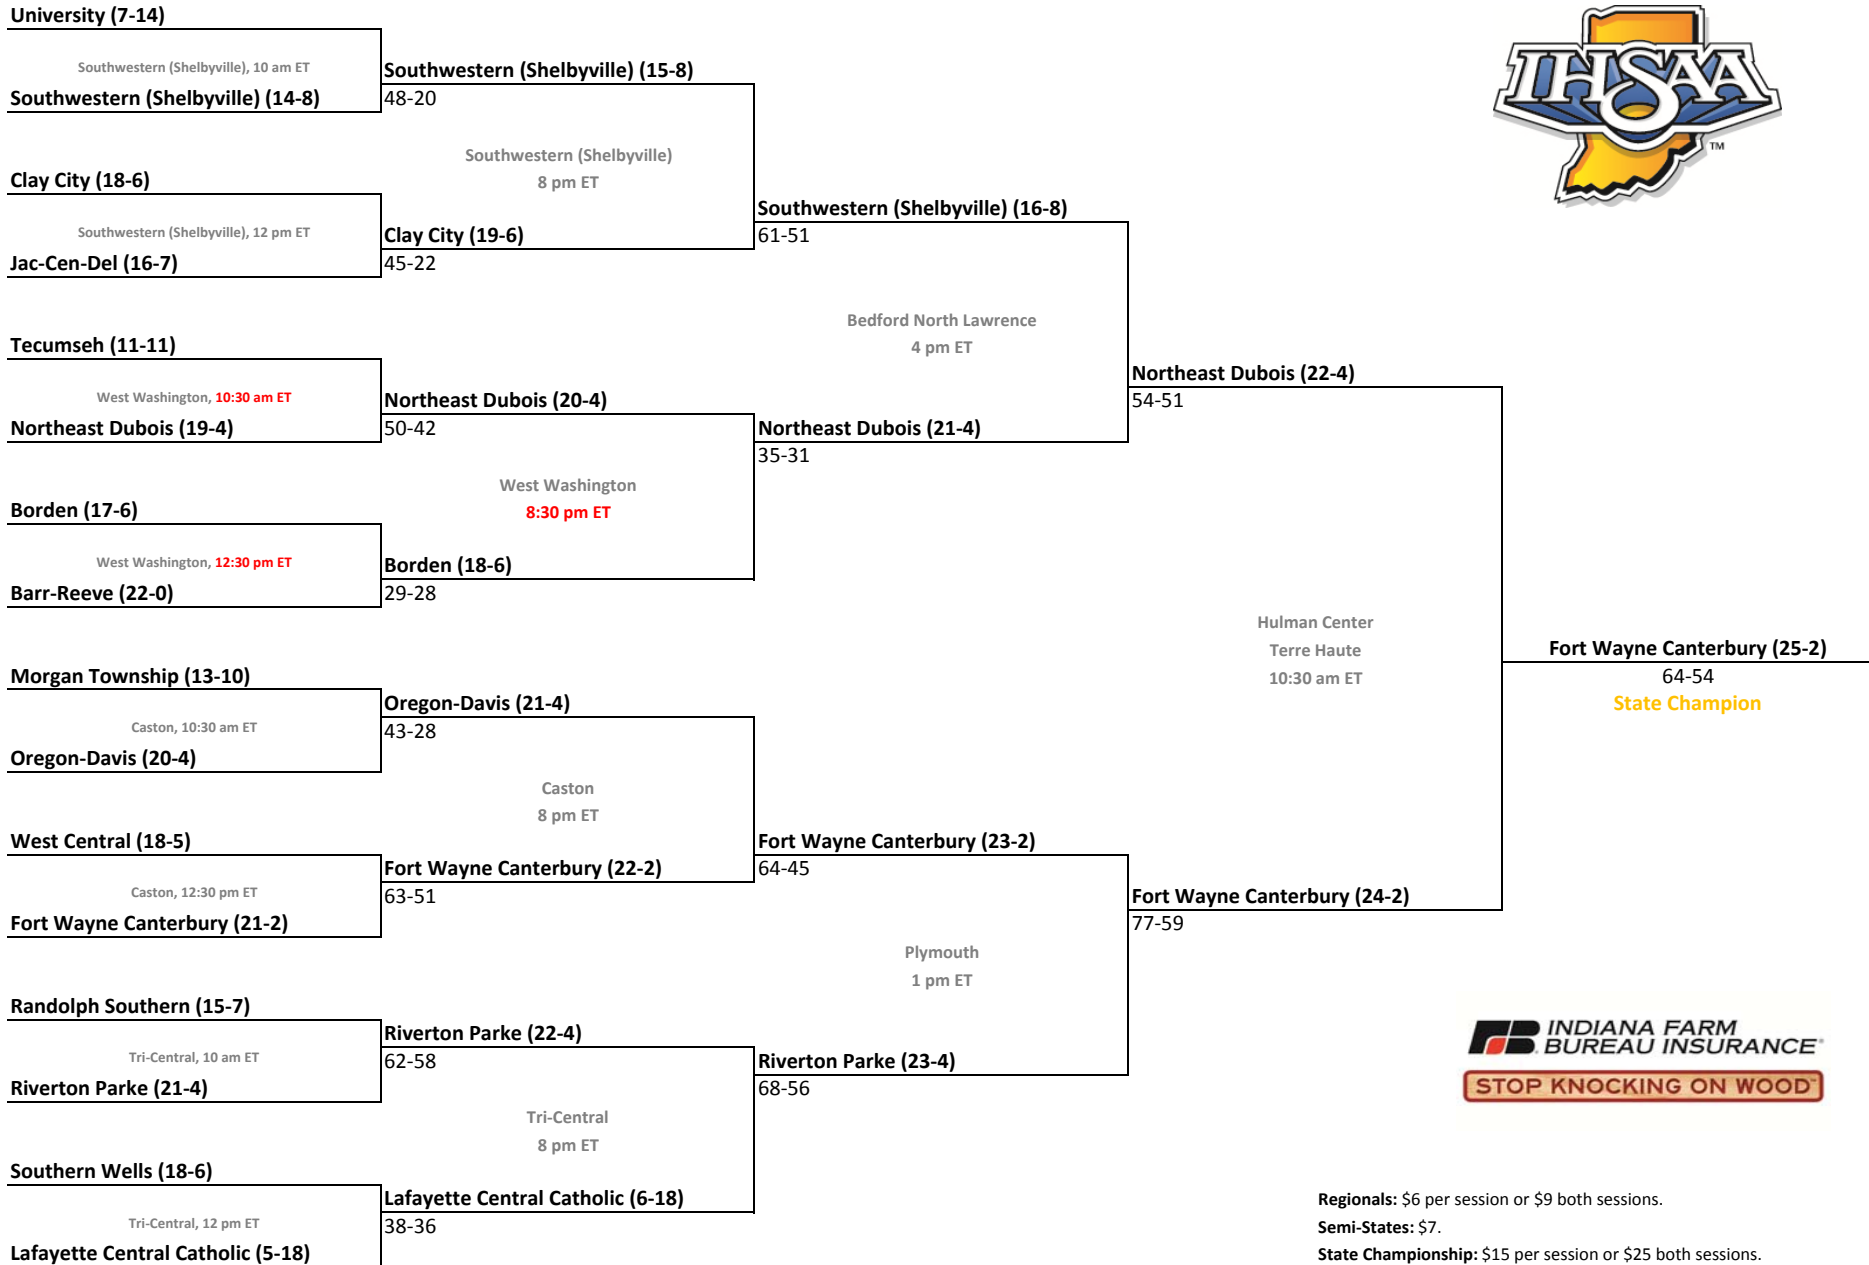 University (7-14)
Southwestern (Shelbyville), 10 am ET
Southwestern (Shelbyville) (14-8)
Southwestern (Shelbyville) (15-8)
48-20
Southwestern (Shelbyville)
8 pm ET
Clay City (18-6)
Southwestern (Shelbyville), 12 pm ET
Jac-Cen-Del (16-7)
Clay City (19-6)
45-22
Southwestern (Shelbyville) (16-8)
61-51
Bedford North Lawrence
4 pm ET
Tecumseh (11-11)
West Washington, 10:30 am ET
Northeast Dubois (19-4)
Northeast Dubois (20-4)
50-42
West Washington
8:30 pm ET
Northeast Dubois (21-4)
35-31
Borden (17-6)
West Washington, 12:30 pm ET
Barr-Reeve (22-0)
Borden (18-6)
29-28
Northeast Dubois (22-4)
54-51
Hulman Center
Terre Haute
10:30 am ET
Fort Wayne Canterbury (25-2)
64-54
State Champion
Morgan Township (13-10)
Caston, 10:30 am ET
Oregon-Davis (20-4)
Oregon-Davis (21-4)
43-28
Caston
8 pm ET
West Central (18-5)
Caston, 12:30 pm ET
Fort Wayne Canterbury (21-2)
Fort Wayne Canterbury (22-2)
63-51
Fort Wayne Canterbury (23-2)
64-45
Fort Wayne Canterbury (24-2)
77-59
Plymouth
1 pm ET
Randolph Southern (15-7)
Tri-Central, 10 am ET
Riverton Parke (21-4)
Riverton Parke (22-4)
62-58
Riverton Parke (23-4)
68-56
Tri-Central
8 pm ET
Southern Wells (18-6)
Tri-Central, 12 pm ET
Lafayette Central Catholic (5-18)
Lafayette Central Catholic (6-18)
38-36
IHSAA
TM
INDIANA FARM
BUREAU INSURANCE®
STOP KNOCKING ON WOOD™
Regionals: $6 per session or $9 both sessions.
Semi-States: $7.
State Championship: $15 per session or $25 both sessions.